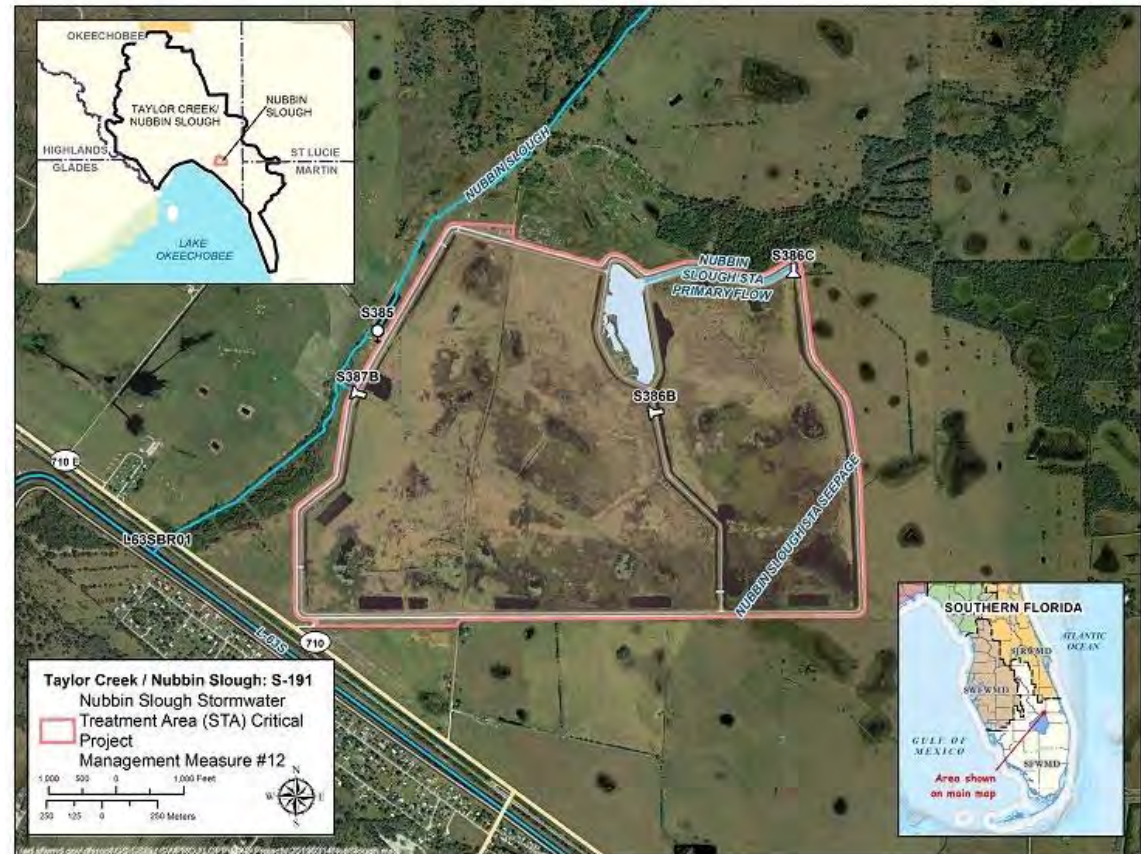 OKEECHOBEE
TAYLOR CREEK/
NUBBIN SLOUGH
NUBBIN
SLOUGH
HIGHLANDS
GLADES
ST LUCIE
MARTIN
LAKE
OKEECHOBEE
NUBBIN SLOUGH
NUBBIN
SLOUGH STA
PRIMARY FLOW
S386C
S385
S387B
S386B
710 E
L63SBR01
NUBBIN SLOUGH STA SEEPAGE
L-63S
710
Taylor Creek / Nubbin Slough: S-191
Nubbin Slough Stormwater
Treatment Area (STA) Critical
Project
Management Measure #12
1,000 500 0 1,000 Feet
250 125 0 250 Meters
N
W E
S
SOUTHERN FLORIDA
ATLANTIC
OCEAN
SJRWMD
SWFWMD
GULF OF
MEXICO
SFWMD
Area shown
on main map